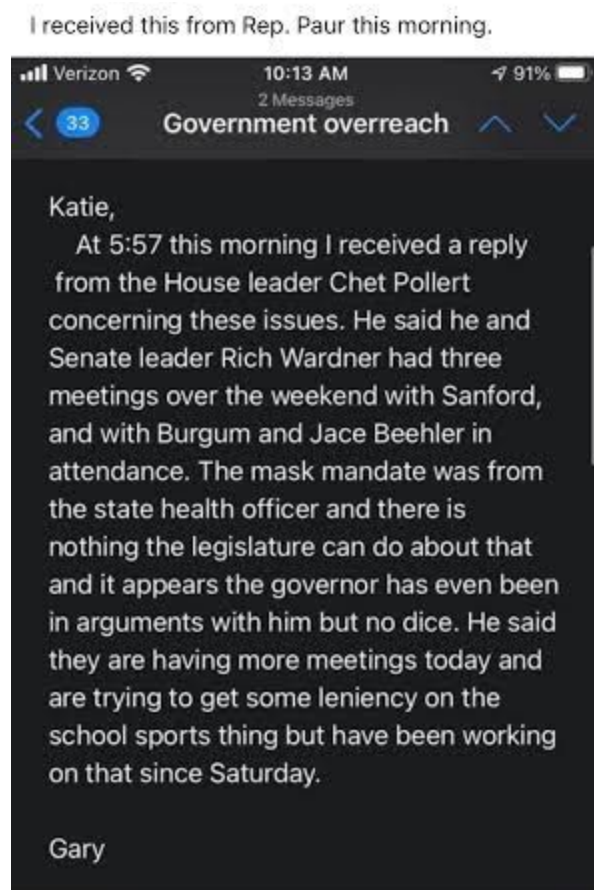 I received this from Rep. Paur this morning.
Verizon 10:13 AM 91%
2 Messages
33 Government overreach
Katie,
At 5:57 this morning I received a reply
from the House leader Chet Pollert
concerning these issues. He said he and
Senate leader Rich Wardner had three
meetings over the weekend with Sanford,
and with Burgum and Jace Beehler in
attendance. The mask mandate was from
the state health officer and there is
nothing the legislature can do about that
and it appears the governor has even been
in arguments with him but no dice. He said
they are having more meetings today and
are trying to get some leniency on the
school sports thing but have been working
on that since Saturday.
Gary